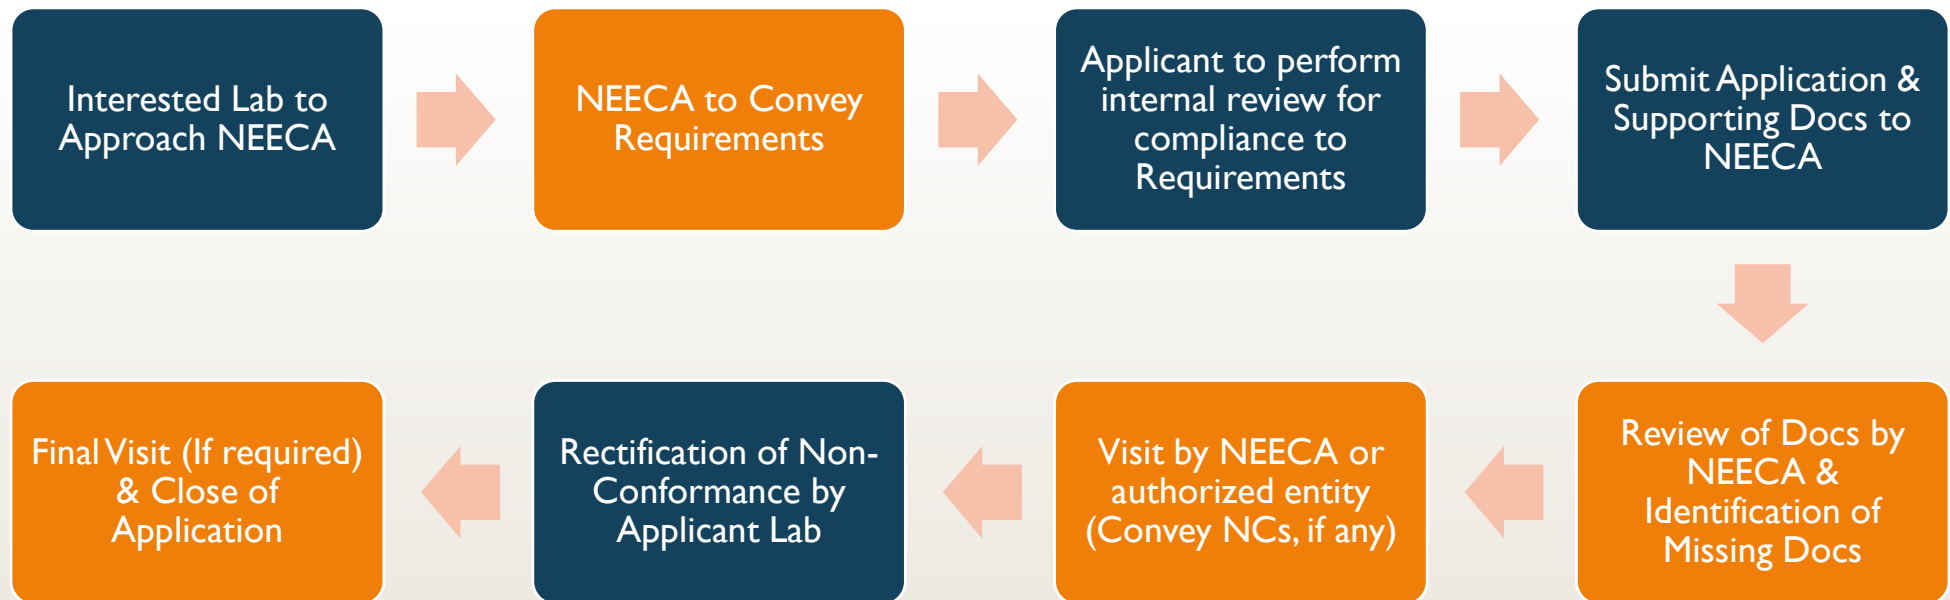 Interested Lab to
Approach NEECA
NEECA to Convey
Requirements
Applicant to perform
internal review for
compliance to
Requirements
Submit Application &
Supporting Docs to
NEECA
Review of Docs by
NEECA &
Identification of
Missing Docs
Visit by NEECA or
authorized entity
(Convey NCs, if any)
Rectification of Non-
Conformance by
Applicant Lab
Final Visit (If required)
& Close of
Application